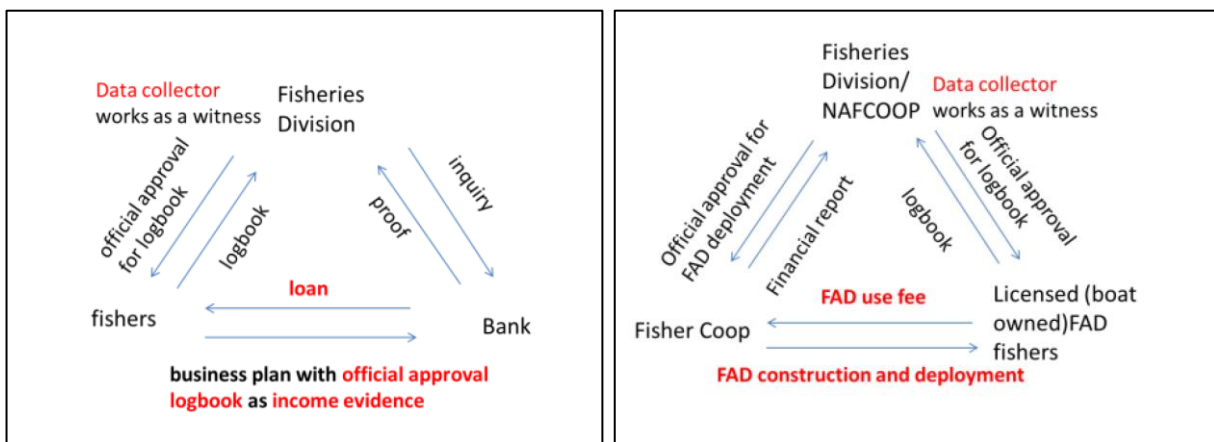 Data collector
works as a witness
Fisheries
Division
official approval
for logbook
logbook
inquiry
proof
fishers
loan
Bank
business plan with official approval
logbook as income evidence
Fisheries
Division/
NAFCOOP
Data collector
works as a witness
Official approval for
FAD deployment
Financial report
logbook
Official approval
for logbook
Fisher Coop
FAD use fee
Licensed (boat
owned)FAD
fishers
FAD construction and deployment